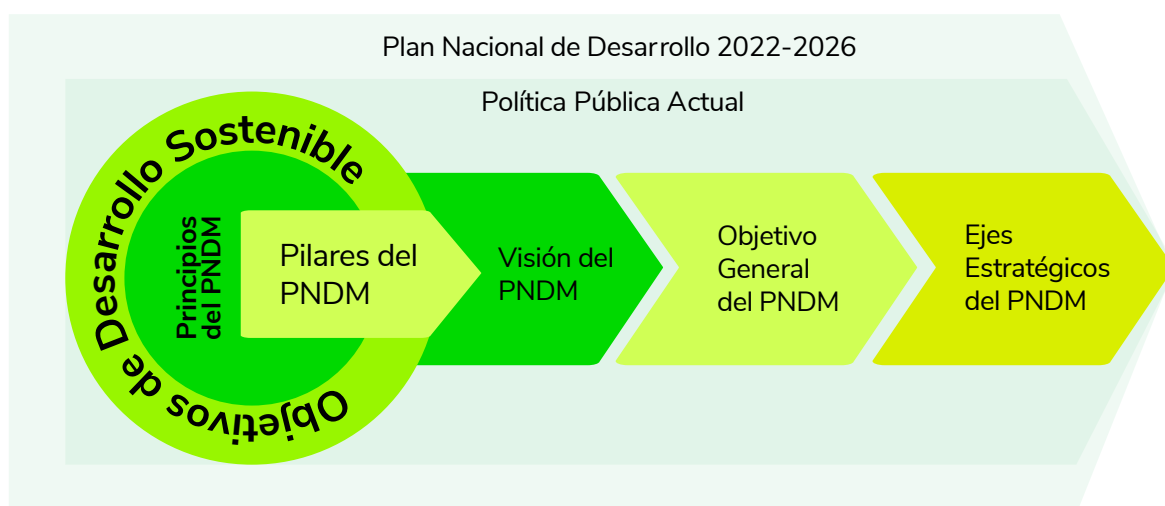 Plan Nacional de Desarrollo 2022-2026
Política Pública Actual
Objetivos de Desarrollo Sostenible
Principios
del PNDM
Pilares del
PNDM
Visión del
PNDM
Objetivo
General
del PNDM
Ejes
Estratégicos
del PNDM